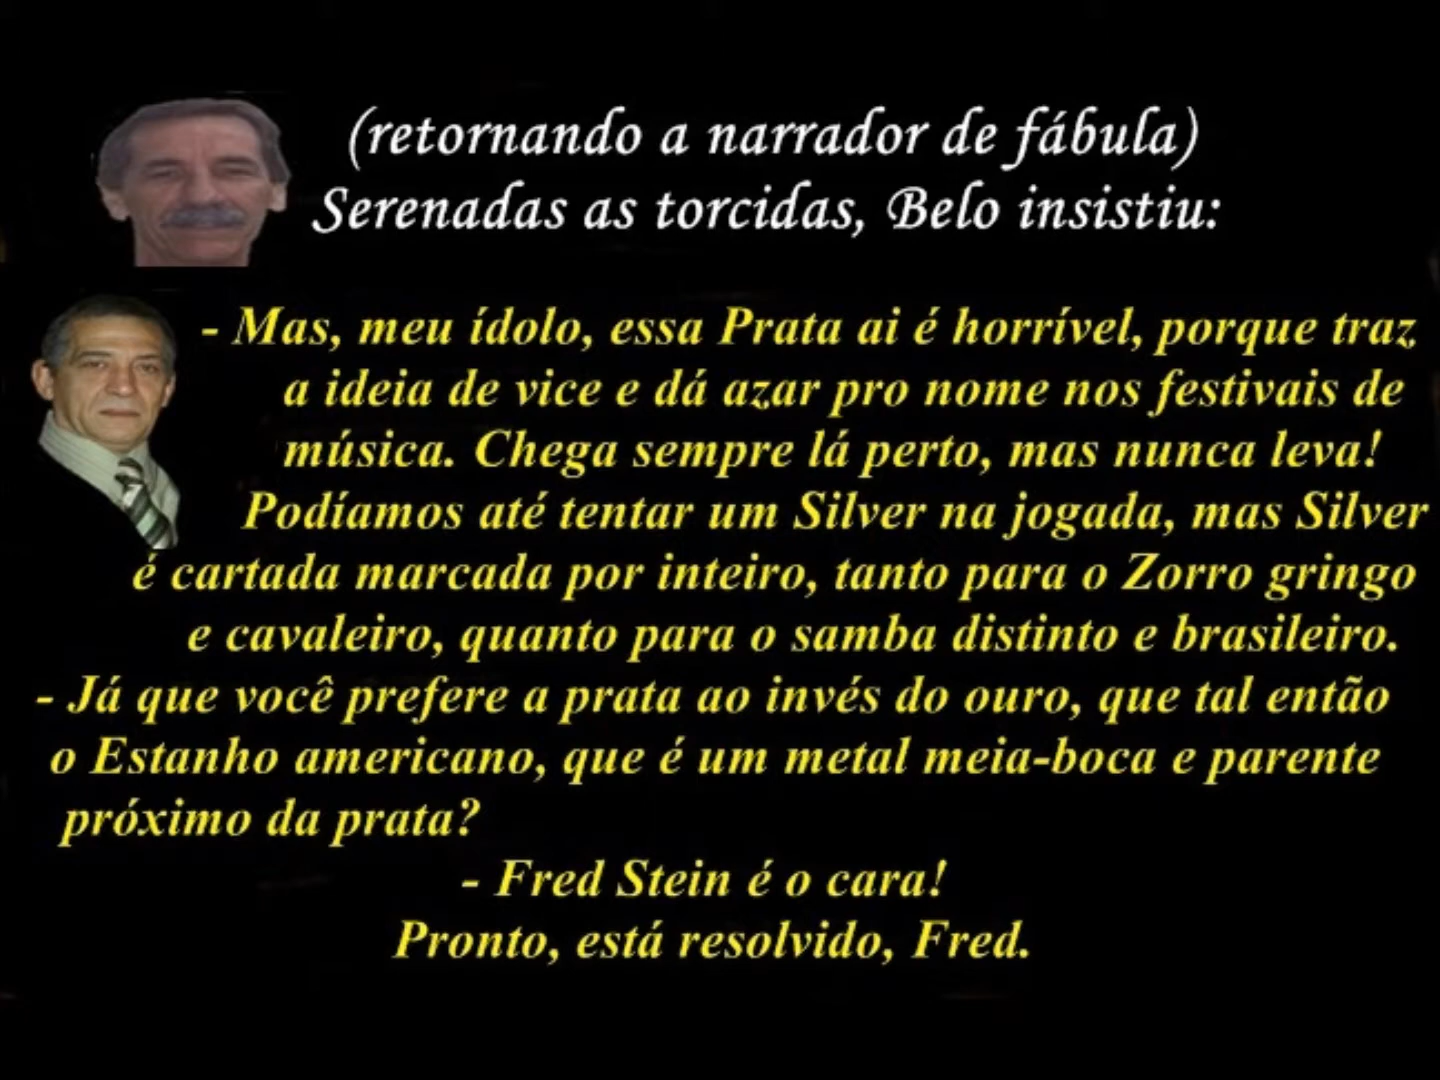 (retornando a narrador de fábula)
Serenadas as torcidas, Belo insistiu:
- Mas, meu ídolo, essa Prata ai é horrível, porque traz
a ideia de vice e dá azar pro nome nos festivais de
música. Chega sempre lá perto, mas nunca leva!
Podíamos até tentar um Silver na jogada, mas Silver
é cartada marcada por inteiro, tanto para o Zorro gringo
e cavaleiro, quanto para o samba distinto e brasileiro.
- Já que você prefere a prata ao invés do ouro, que tal então
o Estanho americano, que é um metal meia-boca e parente
próximo da prata?
- Fred Stein é o cara!
Pronto, está resolvido, Fred.